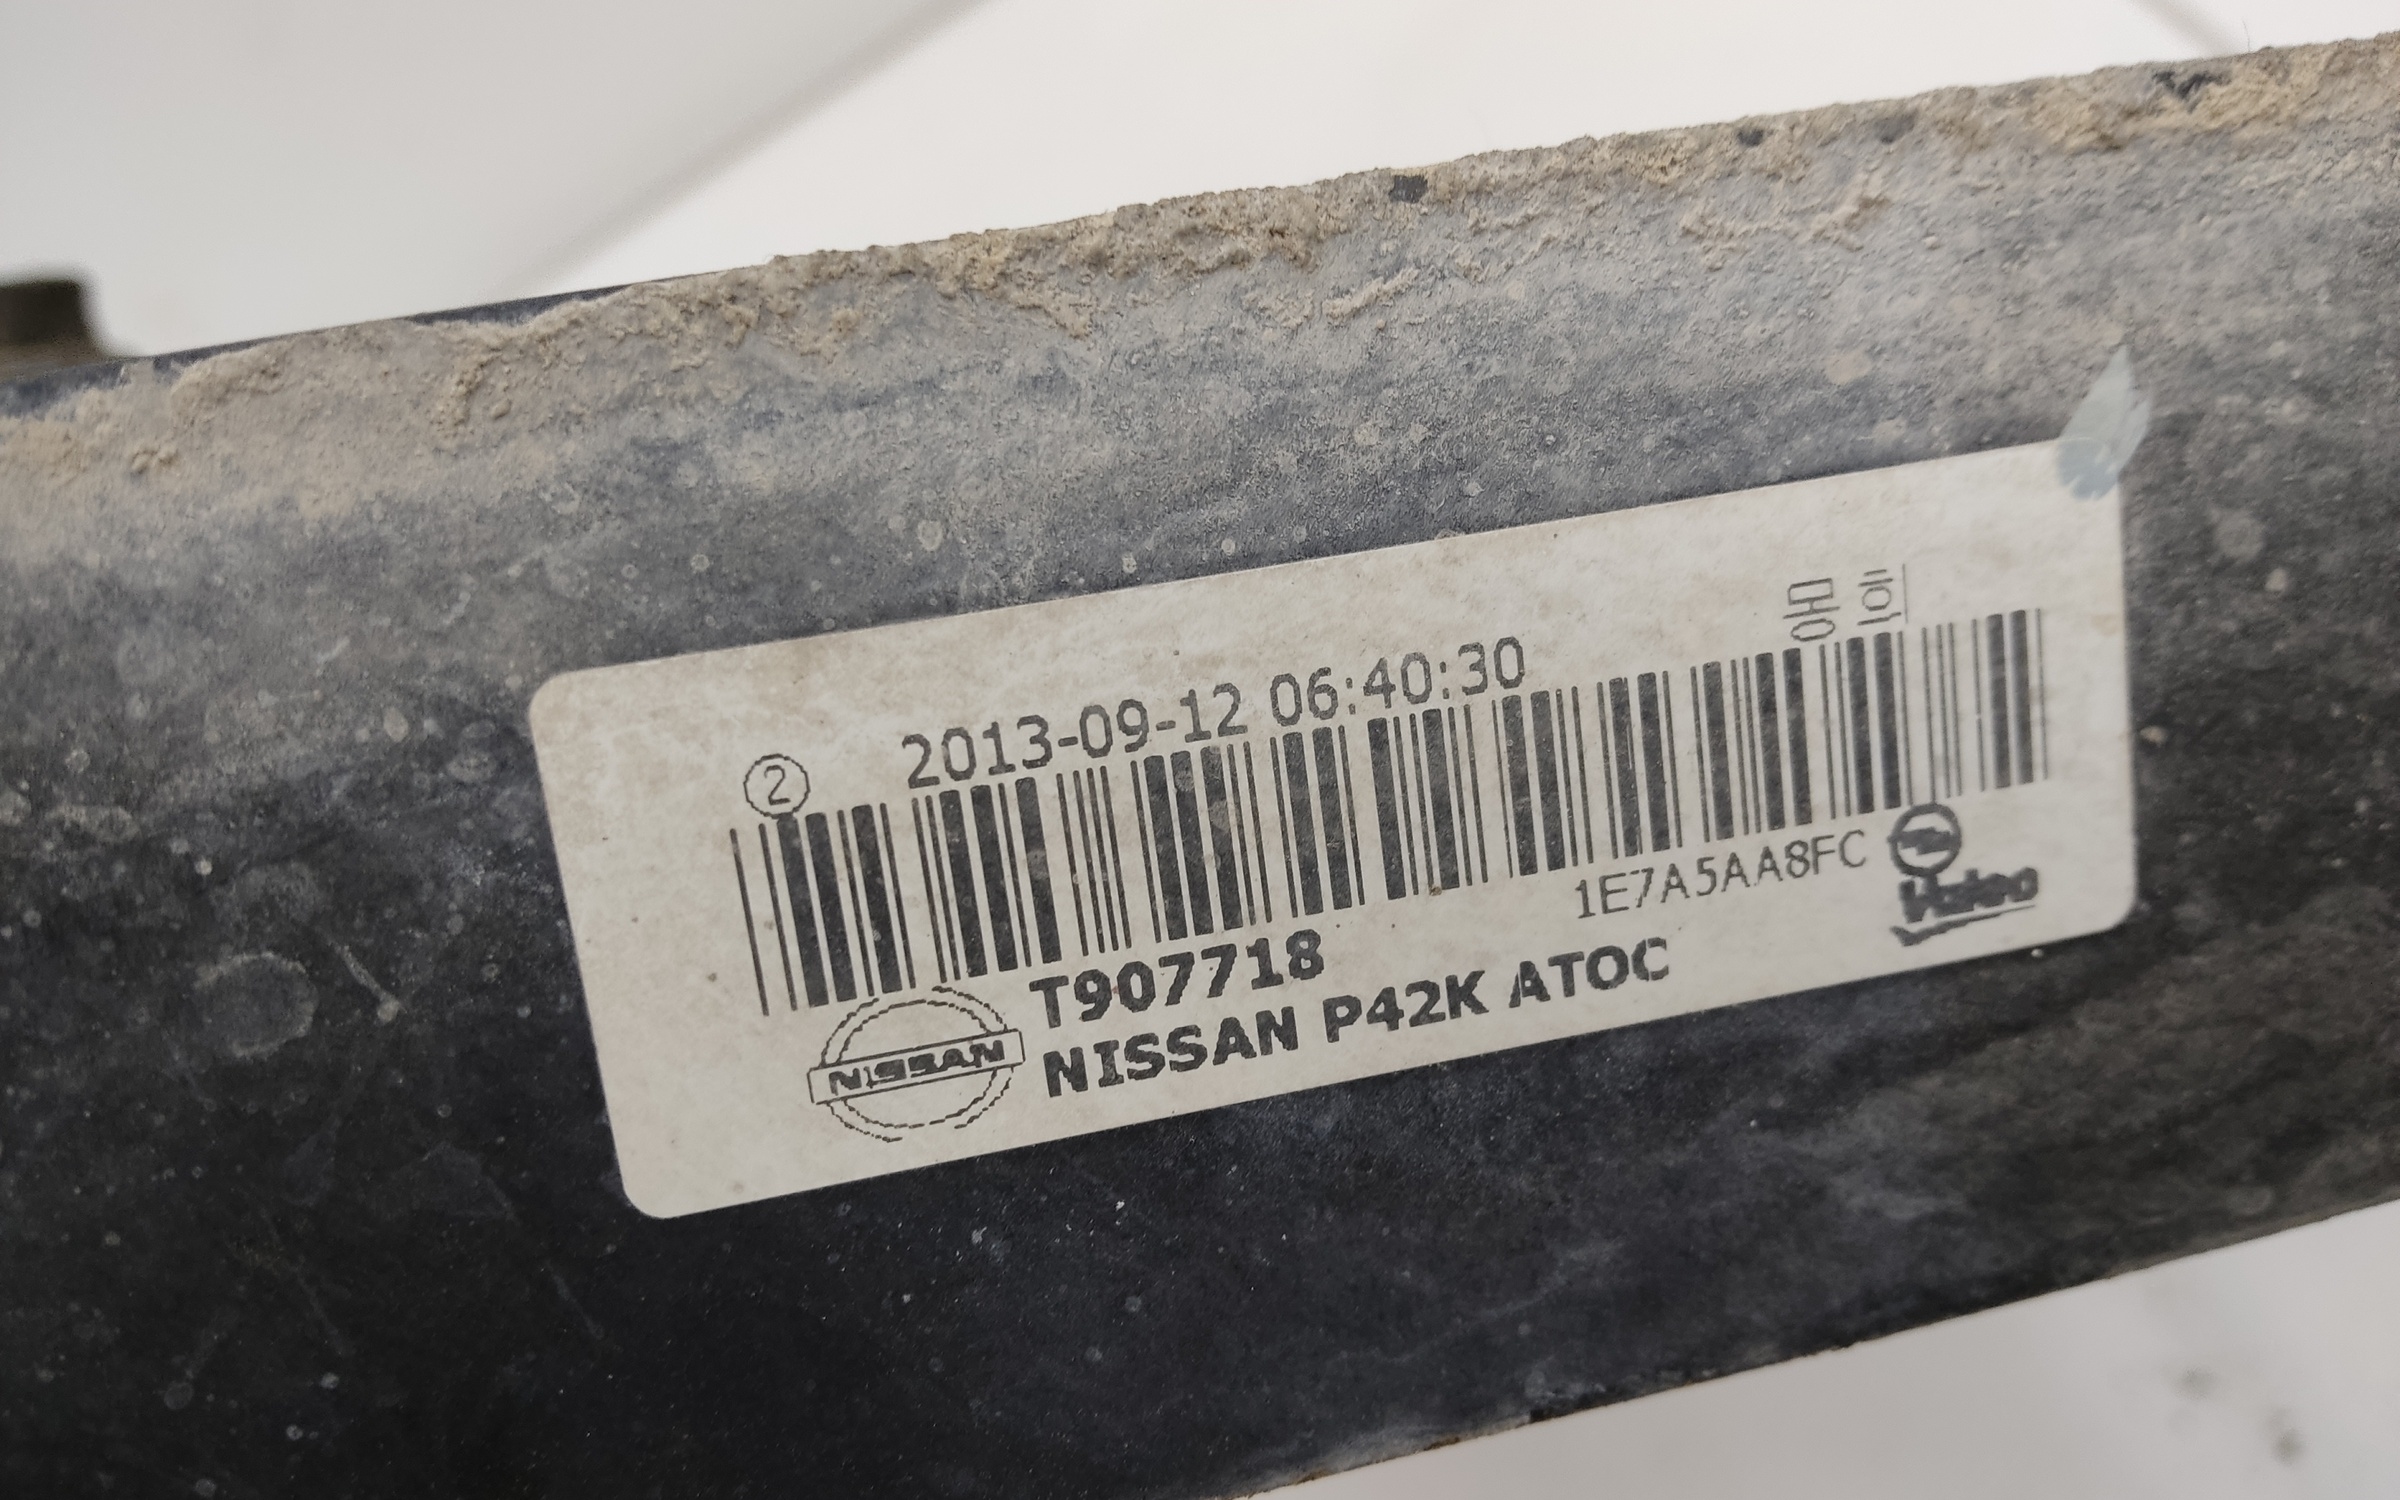 ② 2013-09-12 06:40:30
1E7A5AA8FC
T907718
NISSAN P42K ATOC
NISSAN
Valeo